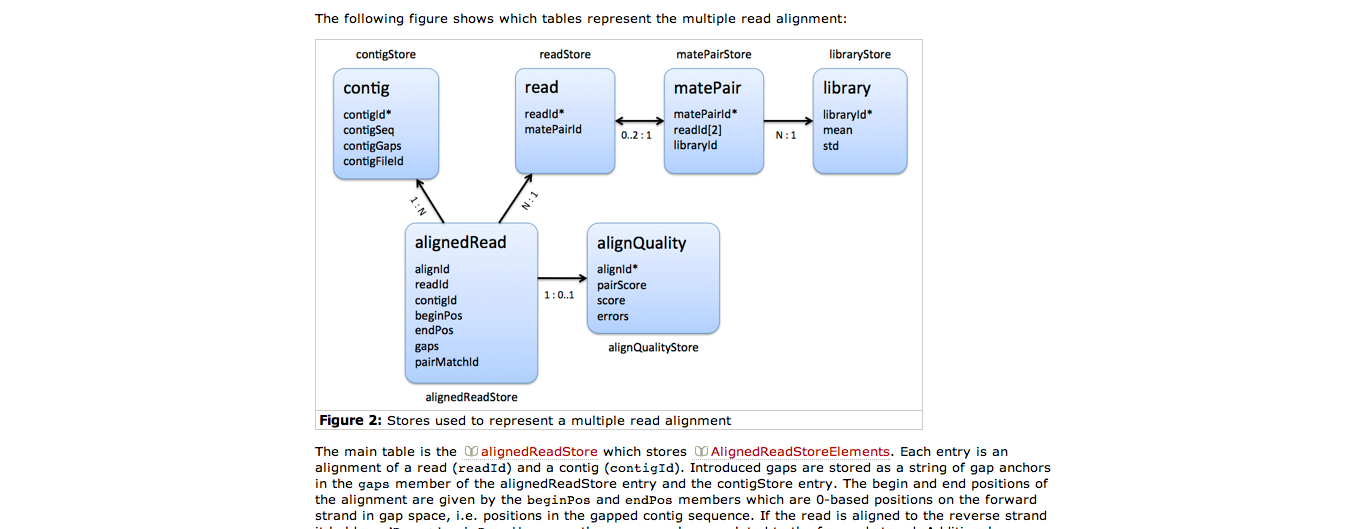 The following figure shows which tables represent the multiple read alignment:
contigStore
readStore
matePairStore
libraryStore
contig
contigId*
contigSeq
contigGaps
contigFileId
read
readId*
matePairId
0..2 : 1
matePair
matePairId*
readId[2]
libraryId
N : 1
library
libraryId*
mean
std
1 : N
N : 1
alignedRead
alignId
readId
contigId
beginPos
endPos
gaps
pairMatchId
1 : 0..1
alignQuality
alignId*
pairScore
score
errors
alignQualityStore
alignedReadStore
Figure 2: Stores used to represent a multiple read alignment
The main table is the alignedReadStore which stores AlignedReadStoreElements. Each entry is an
alignment of a read (readId) and a contig (contigId). Introduced gaps are stored as a string of gap anchors
in the gaps member of the alignedReadStore entry and the contigStore entry. The begin and end positions of
the alignment are given by the beginPos and endPos members which are 0-based positions on the forward
strand in gap space, i.e. positions in the gapped contig sequence. If the read is aligned to the reverse strand